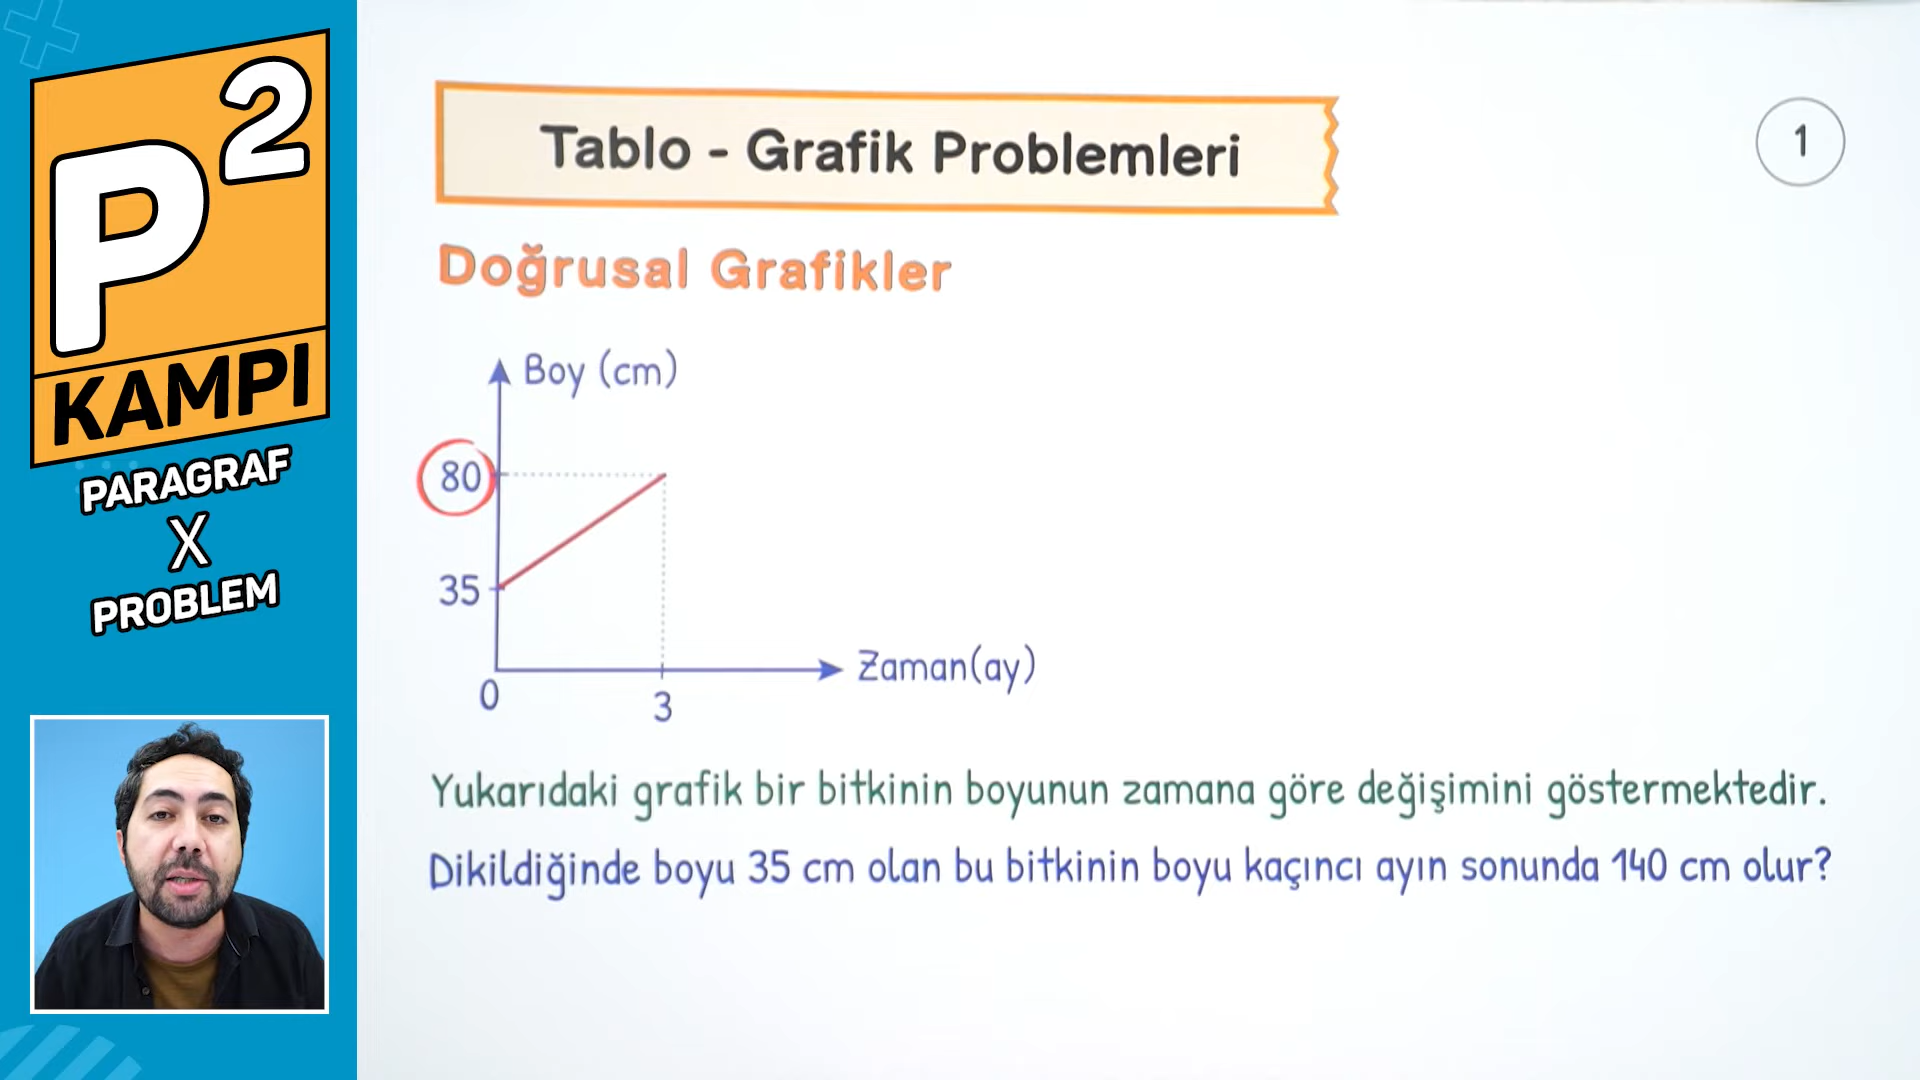 P²
KAMPI
PARAGRAF
X
PROBLEM
Tablo - Grafik Problemleri
1
Doğrusal Grafikler
Boy (cm)
80
35
0
3
Zaman(ay)
Yukarıdaki grafik bir bitkinin boyunun zamana göre değişimini göstermektedir.
Dikildiğinde boyu 35 cm olan bu bitkinin boyu kaçıncı ayın sonunda 140 cm olur?